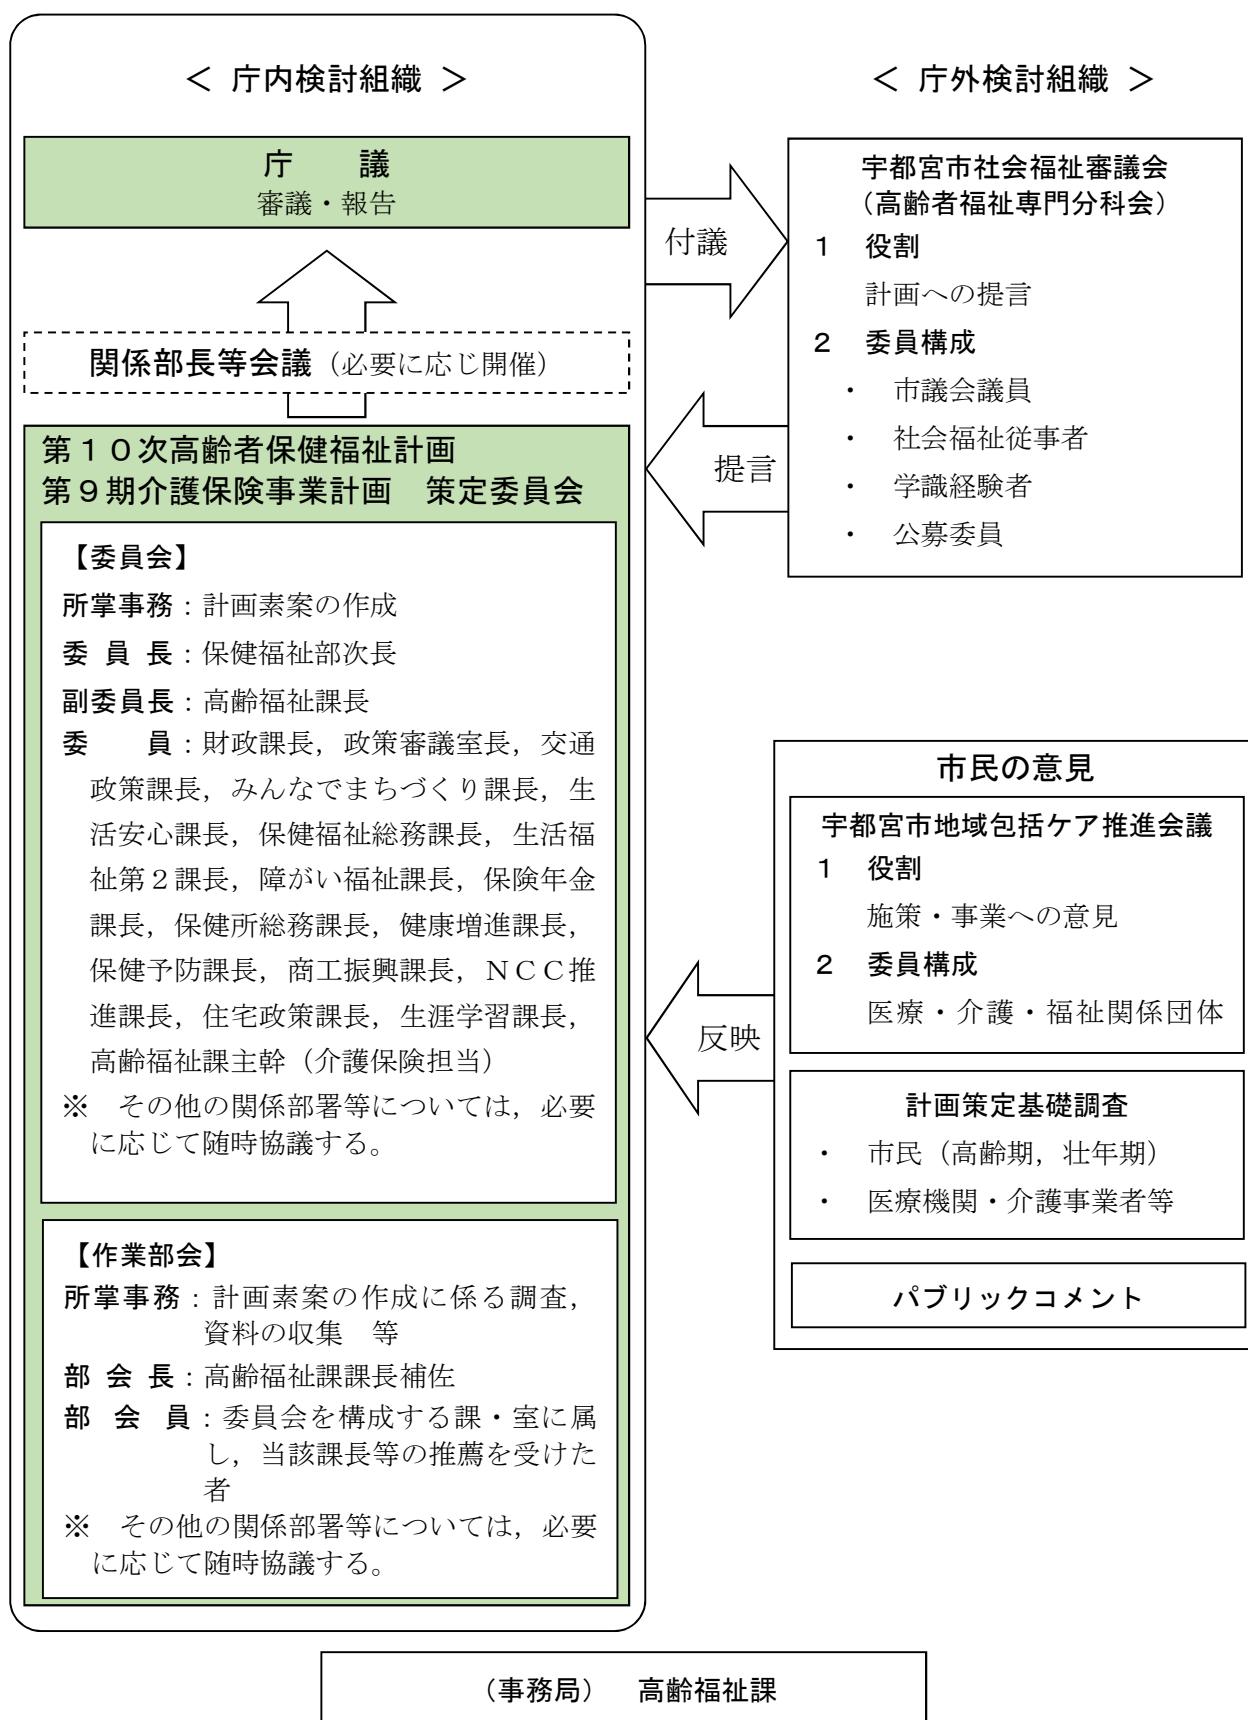 ＜ 庁内検討組織 ＞
庁　　議
審議・報告
関係部長等会議（必要に応じ開催）
第１０次高齢者保健福祉計画
第９期介護保険事業計画　策定委員会
【委員会】
所掌事務：計画素案の作成
委 員 長：保健福祉部次長
副委員長：高齢福祉課長
委　　員：財政課長，政策審議室長，交通
政策課長，みんなでまちづくり課長，生
活安心課長，保健福祉総務課長，生活福
祉第２課長，障がい福祉課長，保険年金
課長，保健所総務課長，健康増進課長，
保健予防課長，商工振興課長，ＮＣＣ推
進課長，住宅政策課長，生涯学習課長，
高齢福祉課主幹（介護保険担当）
※　その他の関係部署等については，必要
に応じて随時協議する。
【作業部会】
所掌事務：計画素案の作成に係る調査，
資料の収集　等
部 会 長：高齢福祉課課長補佐
部 会 員：委員会を構成する課・室に属
し，当該課長等の推薦を受けた
者
※　その他の関係部署等については，必要
に応じて随時協議する。
付議
提言
反映
＜ 庁外検討組織 ＞
宇都宮市社会福祉審議会
（高齢者福祉専門分科会）
１　役割
計画への提言
２　委員構成
・　市議会議員
・　社会福祉従事者
・　学識経験者
・　公募委員
市民の意見
宇都宮市地域包括ケア推進会議
１　役割
施策・事業への意見
２　委員構成
医療・介護・福祉関係団体
計画策定基礎調査
・　市民（高齢期，壮年期）
・　医療機関・介護事業者等
パブリックコメント
（事務局）　高齢福祉課